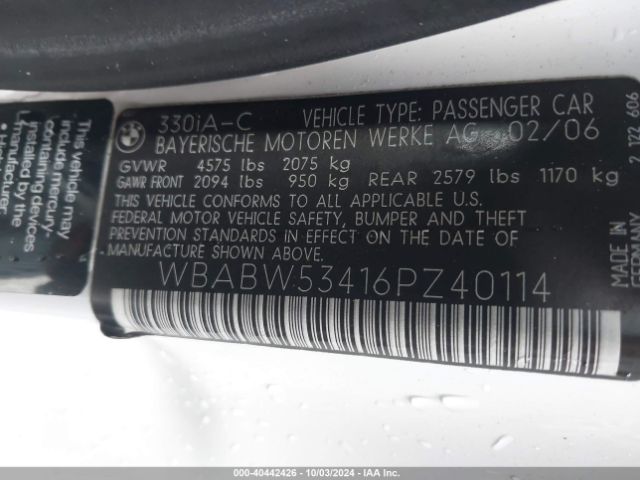 330iA-C VEHICLE TYPE: PASSENGER CAR
BAYERISCHE MOTOREN WERKE AG 02/06
GVWR 4575 lbs 2075 kg
GAWR FRONT 2094 lbs 950 kg REAR 2579 lbs 1170 kg
THIS VEHICLE CONFORMS TO ALL APPLICABLE U.S.
FEDERAL MOTOR VEHICLE SAFETY, BUMPER AND THEFT
PREVENTION STANDARDS IN EFFECT ON THE DATE OF
MANUFACTURE SHOWN ABOVE.
WBABW53416PZ40114
MADE IN
GERMANY
This vehicle may
include mercury-
containing devices
installed by the
manufacturer:
000-40442426 - 10/03/2024 - IAA Inc.